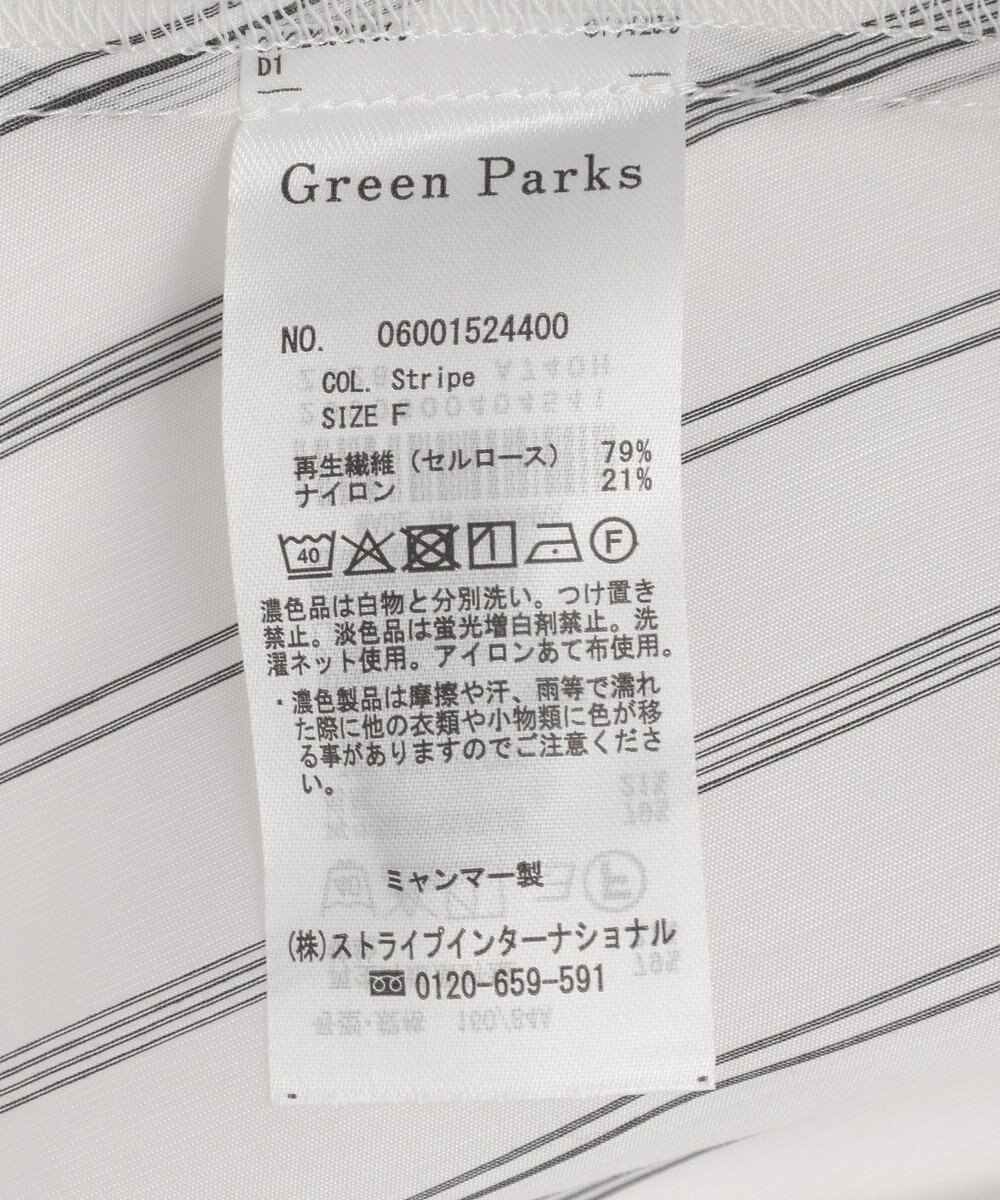 D1
Green Parks
NO. 06001524400
COL. Stripe
SIZE F
再生繊維 (セルロース) 79%
ナイロン 21%
40 F
濃色品は白物と分別洗い。つけ置き
禁止。淡色品は蛍光増白剤禁止。洗
濯ネット使用。アイロンあて布使用。
・濃色製品は摩擦や汗、雨等で濡れ
た際に他の衣類や小物類に色が移
る事がありますのでご注意くださ
い。
ミャンマー製
(株)ストライプインターナショナル
0120-659-591